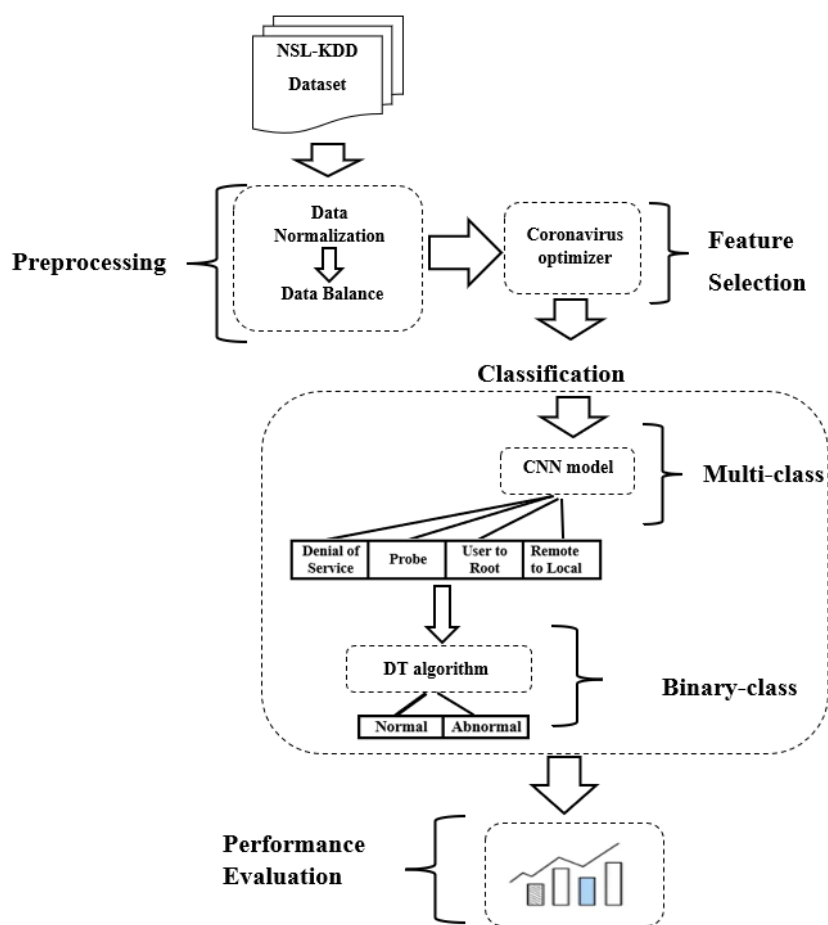 NSL-KDD
Dataset
Preprocessing
Data
Normalization
Data Balance
Coronavirus
optimizer
Feature
Selection
Classification
CNN model
Multi-class
Denial of
Service
Probe
User to
Root
Remote
to Local
DT algorithm
Binary-class
Normal
Abnormal
Performance
Evaluation